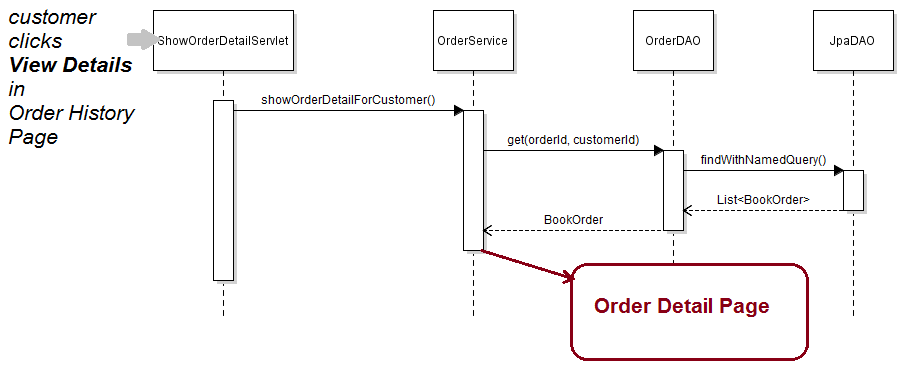 customer
clicks
View Details
in
Order History
Page
ShowOrderDetailServlet
OrderService
OrderDAO
JpaDAO
showOrderDetailForCustomer()
get(orderId, customerId)
findWithNamedQuery()
List<BookOrder>
BookOrder
Order Detail Page